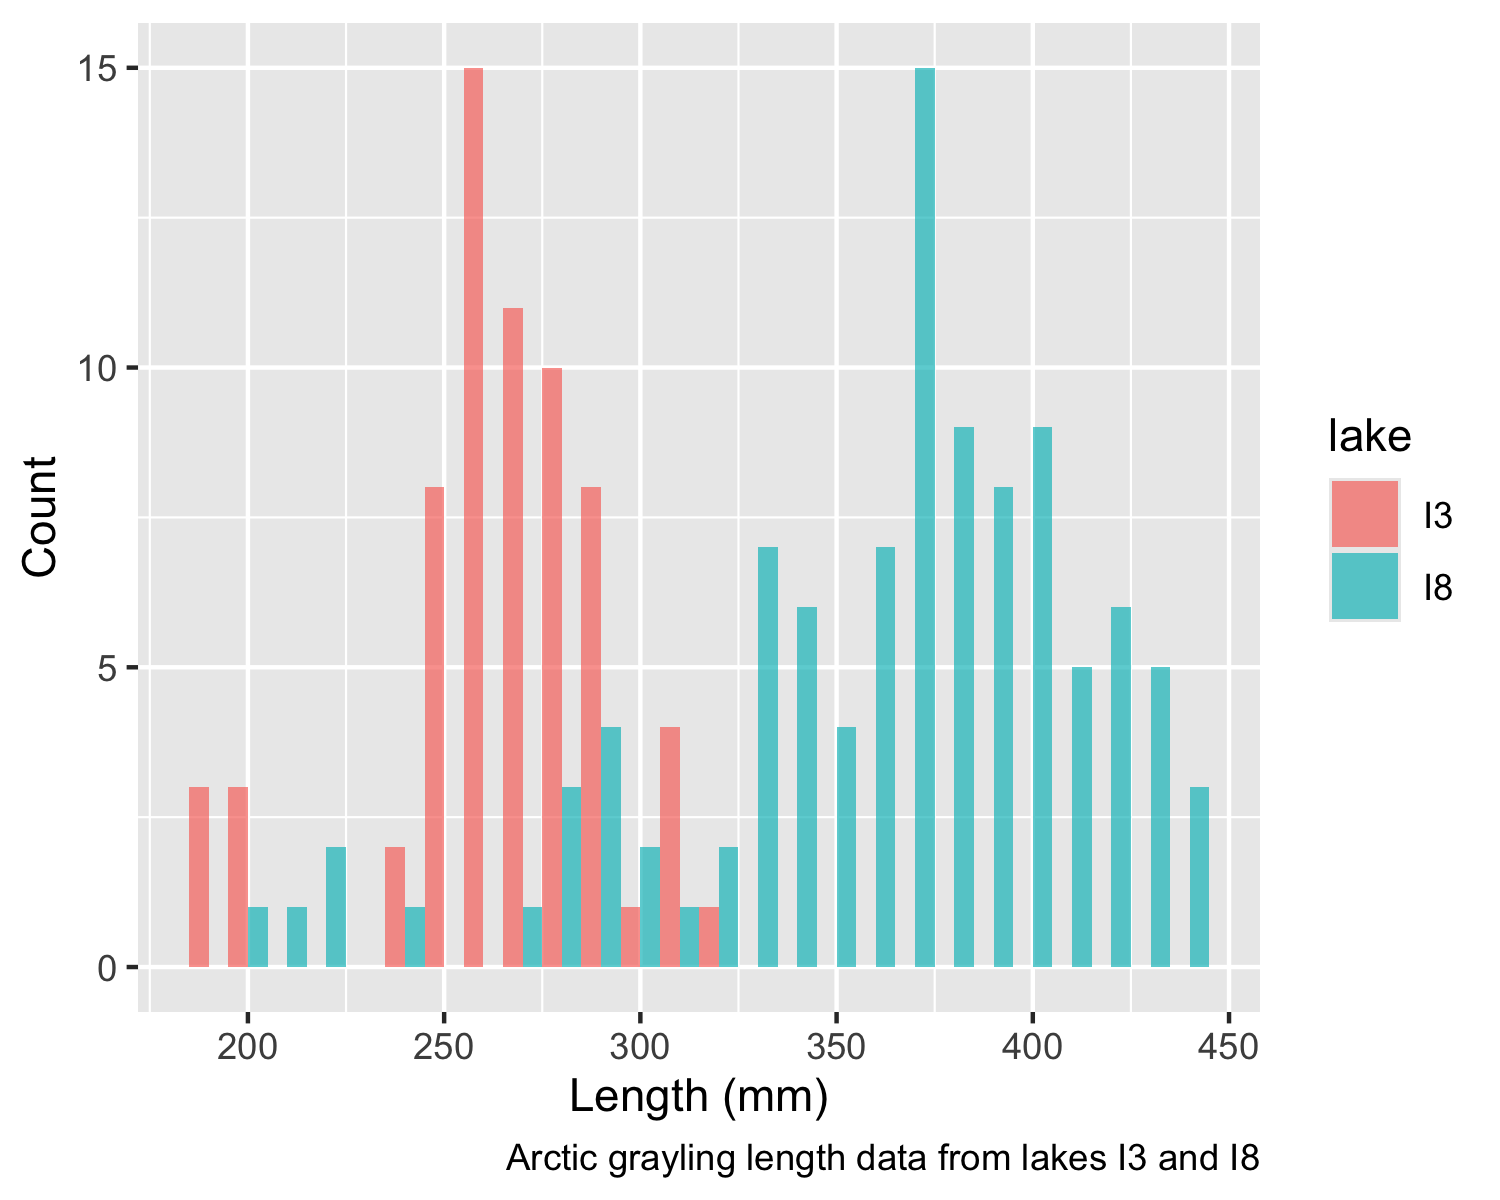 15
10
5
0
Count
200 250 300 350 400 450
Length (mm)
lake
I3
I8
Arctic grayling length data from lakes I3 and I8